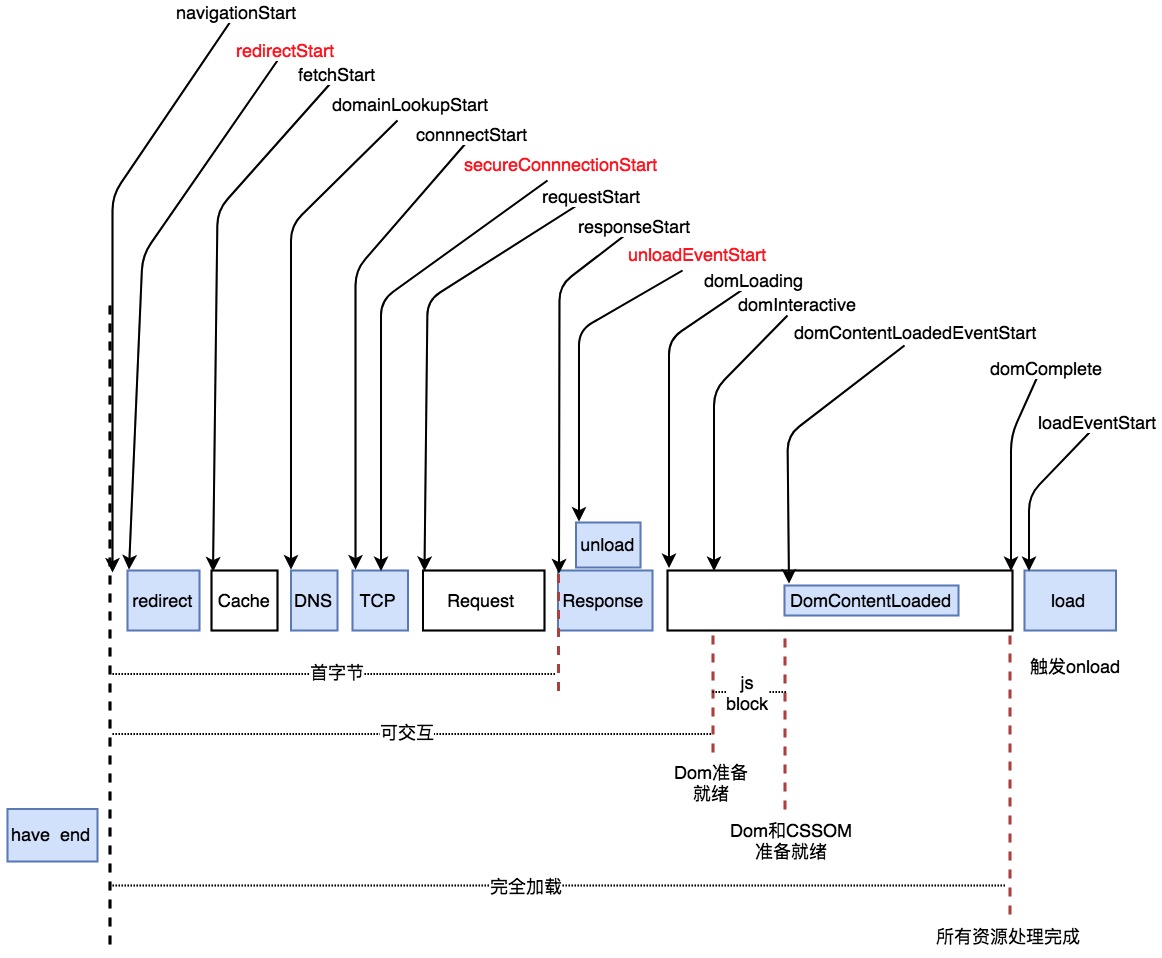 navigationStart
redirectStart
fetchStart
domainLookupStart
connnectStart
secureConnnectionStart
requestStart
responseStart
unloadEventStart
domLoading
domInteractive
domContentLoadedEventStart
domComplete
loadEventStart
unload
redirect
Cache
DNS
TCP
Request
Response
DomContentLoaded
load
首字节
触发onload
js
block
可交互
Dom准备
就绪
have end
Dom和CSSOM
准备就绪
完全加载
所有资源处理完成